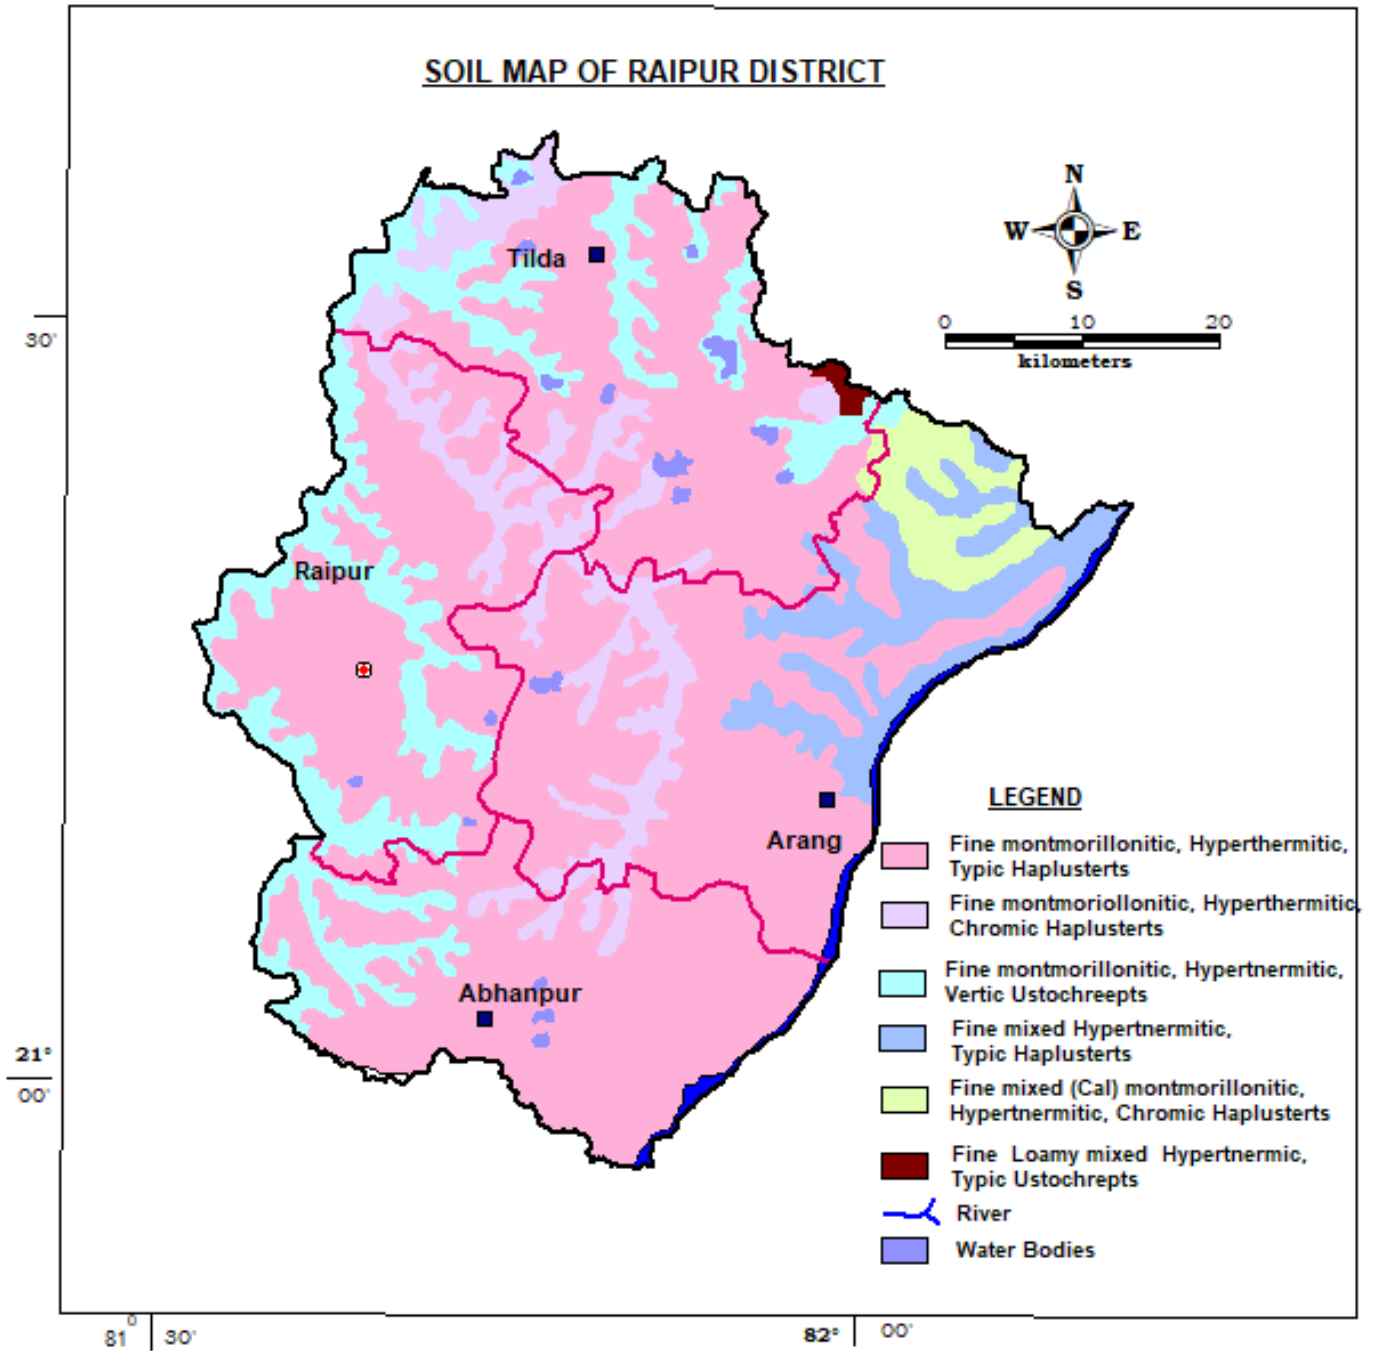 SOIL MAP OF RAIPUR DISTRICT
N
W E
S
0 10 20
kilometers
30'
Tilda
Raipur
Arang
Abhanpur
21°
00'
LEGEND
Fine montmorillonitic, Hyperthermitic,
Typic Haplusterts
Fine montmoriollonitic, Hyperthermitic,
Chromic Haplusterts
Fine montmorillonitic, Hypertnermitic,
Vertic Ustochreepts
Fine mixed Hypertnermitic,
Typic Haplusterts
Fine mixed (Cal) montmorillonitic,
Hypertnermitic, Chromic Haplusterts
Fine Loamy mixed Hypertnermic,
Typic Ustochrepts
River
Water Bodies
81° 30'
82° 00'